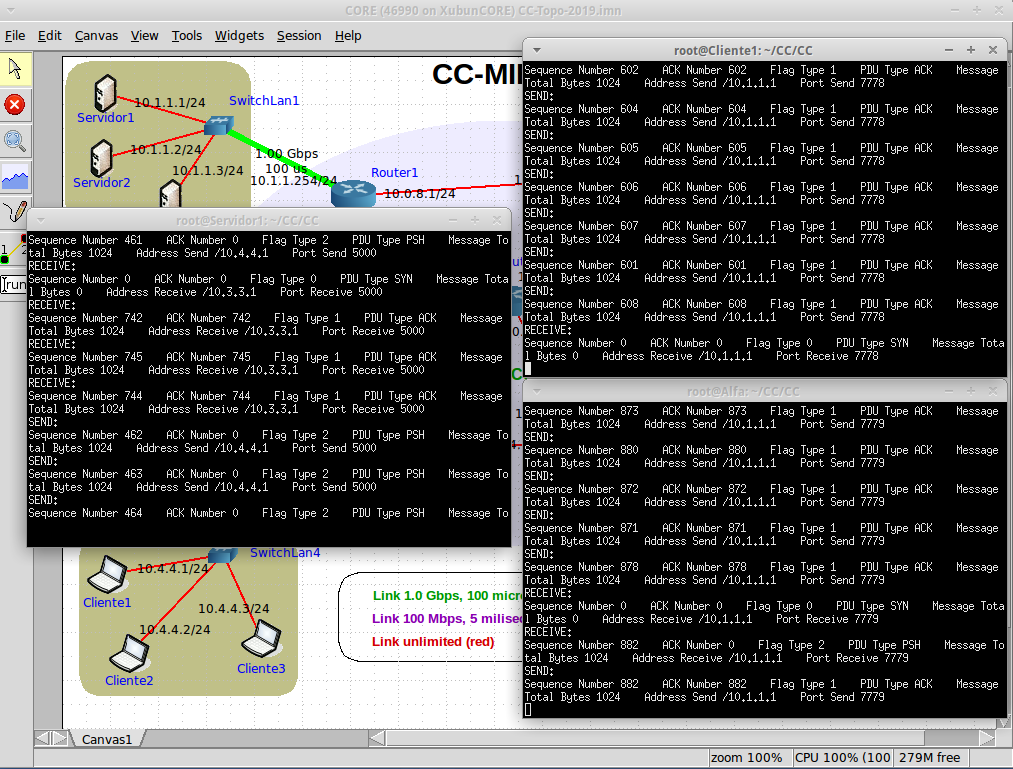 CORE (46990 on XubunCORE) CC-Topo-2019.imn
File Edit Canvas View Tools Widgets Session Help
CC-MI
10.1.1.1/24
SwitchLan1
Servidor1
10.1.1.2/24
1.00 Gbps
100 us
10.1.1.3/24
10.1.1.254/24
Servidor2
Router1
10.0.8.1/24
1
run
root@Servidor1: ~/CC/CC
Sequence Number 461 ACK Number 0 Flag Type 2 PDU Type PSH Message To
tal Bytes 1024 Address Send /10.4.4.1 Port Send 5000
RECEIVE:
Sequence Number 0 ACK Number 0 Flag Type 0 PDU Type SYN Message Tota
l Bytes 0 Address Receive /10.3.3.1 Port Receive 5000
RECEIVE:
Sequence Number 742 ACK Number 742 Flag Type 1 PDU Type ACK Message
Total Bytes 1024 Address Receive /10.3.3.1 Port Receive 5000
RECEIVE:
Sequence Number 745 ACK Number 745 Flag Type 1 PDU Type ACK Message
Total Bytes 1024 Address Receive /10.3.3.1 Port Receive 5000
RECEIVE:
Sequence Number 744 ACK Number 744 Flag Type 1 PDU Type ACK Message
Total Bytes 1024 Address Receive /10.3.3.1 Port Receive 5000
SEND:
Sequence Number 462 ACK Number 0 Flag Type 2 PDU Type PSH Message To
tal Bytes 1024 Address Send /10.4.4.1 Port Send 5000
SEND:
Sequence Number 463 ACK Number 0 Flag Type 2 PDU Type PSH Message To
tal Bytes 1024 Address Send /10.4.4.1 Port Send 5000
SEND:
Sequence Number 464 ACK Number 0 Flag Type 2 PDU Type PSH Message To
root@Cliente1: ~/CC/CC
Sequence Number 602 ACK Number 602 Flag Type 1 PDU Type ACK Message
Total Bytes 1024 Address Send /10.1.1.1 Port Send 7778
SEND:
Sequence Number 604 ACK Number 604 Flag Type 1 PDU Type ACK Message
Total Bytes 1024 Address Send /10.1.1.1 Port Send 7778
SEND:
Sequence Number 605 ACK Number 605 Flag Type 1 PDU Type ACK Message
Total Bytes 1024 Address Send /10.1.1.1 Port Send 7778
SEND:
Sequence Number 606 ACK Number 606 Flag Type 1 PDU Type ACK Message
Total Bytes 1024 Address Send /10.1.1.1 Port Send 7778
SEND:
Sequence Number 607 ACK Number 607 Flag Type 1 PDU Type ACK Message
Total Bytes 1024 Address Send /10.1.1.1 Port Send 7778
SEND:
Sequence Number 601 ACK Number 601 Flag Type 1 PDU Type ACK Message
Total Bytes 1024 Address Send /10.1.1.1 Port Send 7778
SEND:
Sequence Number 608 ACK Number 608 Flag Type 1 PDU Type ACK Message
Total Bytes 1024 Address Send /10.1.1.1 Port Send 7778
RECEIVE:
Sequence Number 0 ACK Number 0 Flag Type 0 PDU Type SYN Message Tota
l Bytes 0 Address Receive /10.1.1.1 Port Receive 7778
root@Alfa: ~/CC/CC
Sequence Number 873 ACK Number 873 Flag Type 1 PDU Type ACK Message
Total Bytes 1024 Address Send /10.1.1.1 Port Send 7779
SEND:
Sequence Number 880 ACK Number 880 Flag Type 1 PDU Type ACK Message
Total Bytes 1024 Address Send /10.1.1.1 Port Send 7779
SEND:
Sequence Number 872 ACK Number 872 Flag Type 1 PDU Type ACK Message
Total Bytes 1024 Address Send /10.1.1.1 Port Send 7779
SEND:
Sequence Number 871 ACK Number 871 Flag Type 1 PDU Type ACK Message
Total Bytes 1024 Address Send /10.1.1.1 Port Send 7779
SEND:
Sequence Number 878 ACK Number 878 Flag Type 1 PDU Type ACK Message
Total Bytes 1024 Address Send /10.1.1.1 Port Send 7779
RECEIVE:
Sequence Number 0 ACK Number 0 Flag Type 0 PDU Type SYN Message Tota
l Bytes 0 Address Receive /10.1.1.1 Port Receive 7779
RECEIVE:
Sequence Number 882 ACK Number 0 Flag Type 2 PDU Type PSH Message To
tal Bytes 1024 Address Receive /10.1.1.1 Port Receive 7779
SEND:
Sequence Number 882 ACK Number 882 Flag Type 1 PDU Type ACK Message
Total Bytes 1024 Address Send /10.1.1.1 Port Send 7779
SwitchLan4
10.4.4.1/24
Cliente1
10.4.4.3/24
10.4.4.2/24
Cliente3
Cliente2
Link 1.0 Gbps, 100 micr
Link 100 Mbps, 5 milise
Link unlimited (red)
Canvas1
zoom 100% CPU 100% (100 279M free